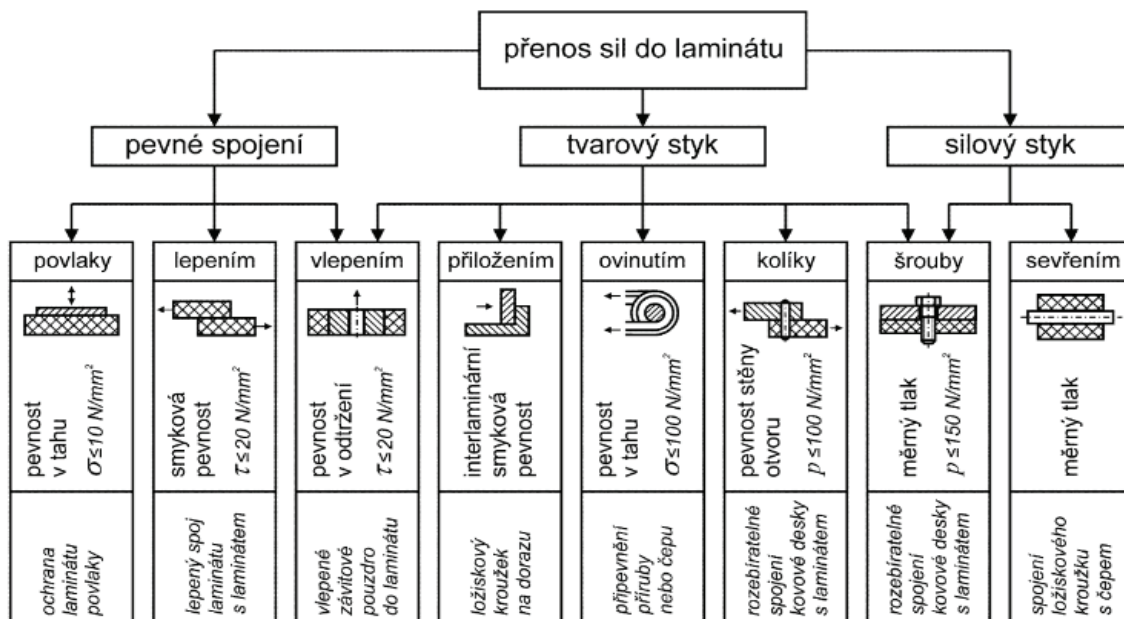 přenos sil do laminátu
pevné spojení
tvarový styk
silový styk
povlaky
pevnost
v tahu
σ ≤ 10 N/mm²
ochrana
laminátu
povlaky
lepením
smyková
pevnost
τ ≤ 20 N/mm²
lepený spoj
laminátu
s laminátem
vlepením
pevnost
v odtržení
τ ≤ 20 N/mm²
vlepené
závitové
pouzdro
do laminátu
přiložením
interlaminární
smyková
pevnost
ložiskový
kroužek
na dorazu
ovinutím
pevnost
v tahu
σ ≤ 100 N/mm²
připevnění
příruby
nebo čepu
kolíky
pevnost stěny
otvoru
p ≤ 100 N/mm²
rozebíratelné
spojení
kovové desky
s laminátem
šrouby
měrný tlak
p ≤ 150 N/mm²
rozebíratelné
spojení
kovové desky
s laminátem
sevřením
měrný tlak
spojení
ložiskového
kroužku
s čepem